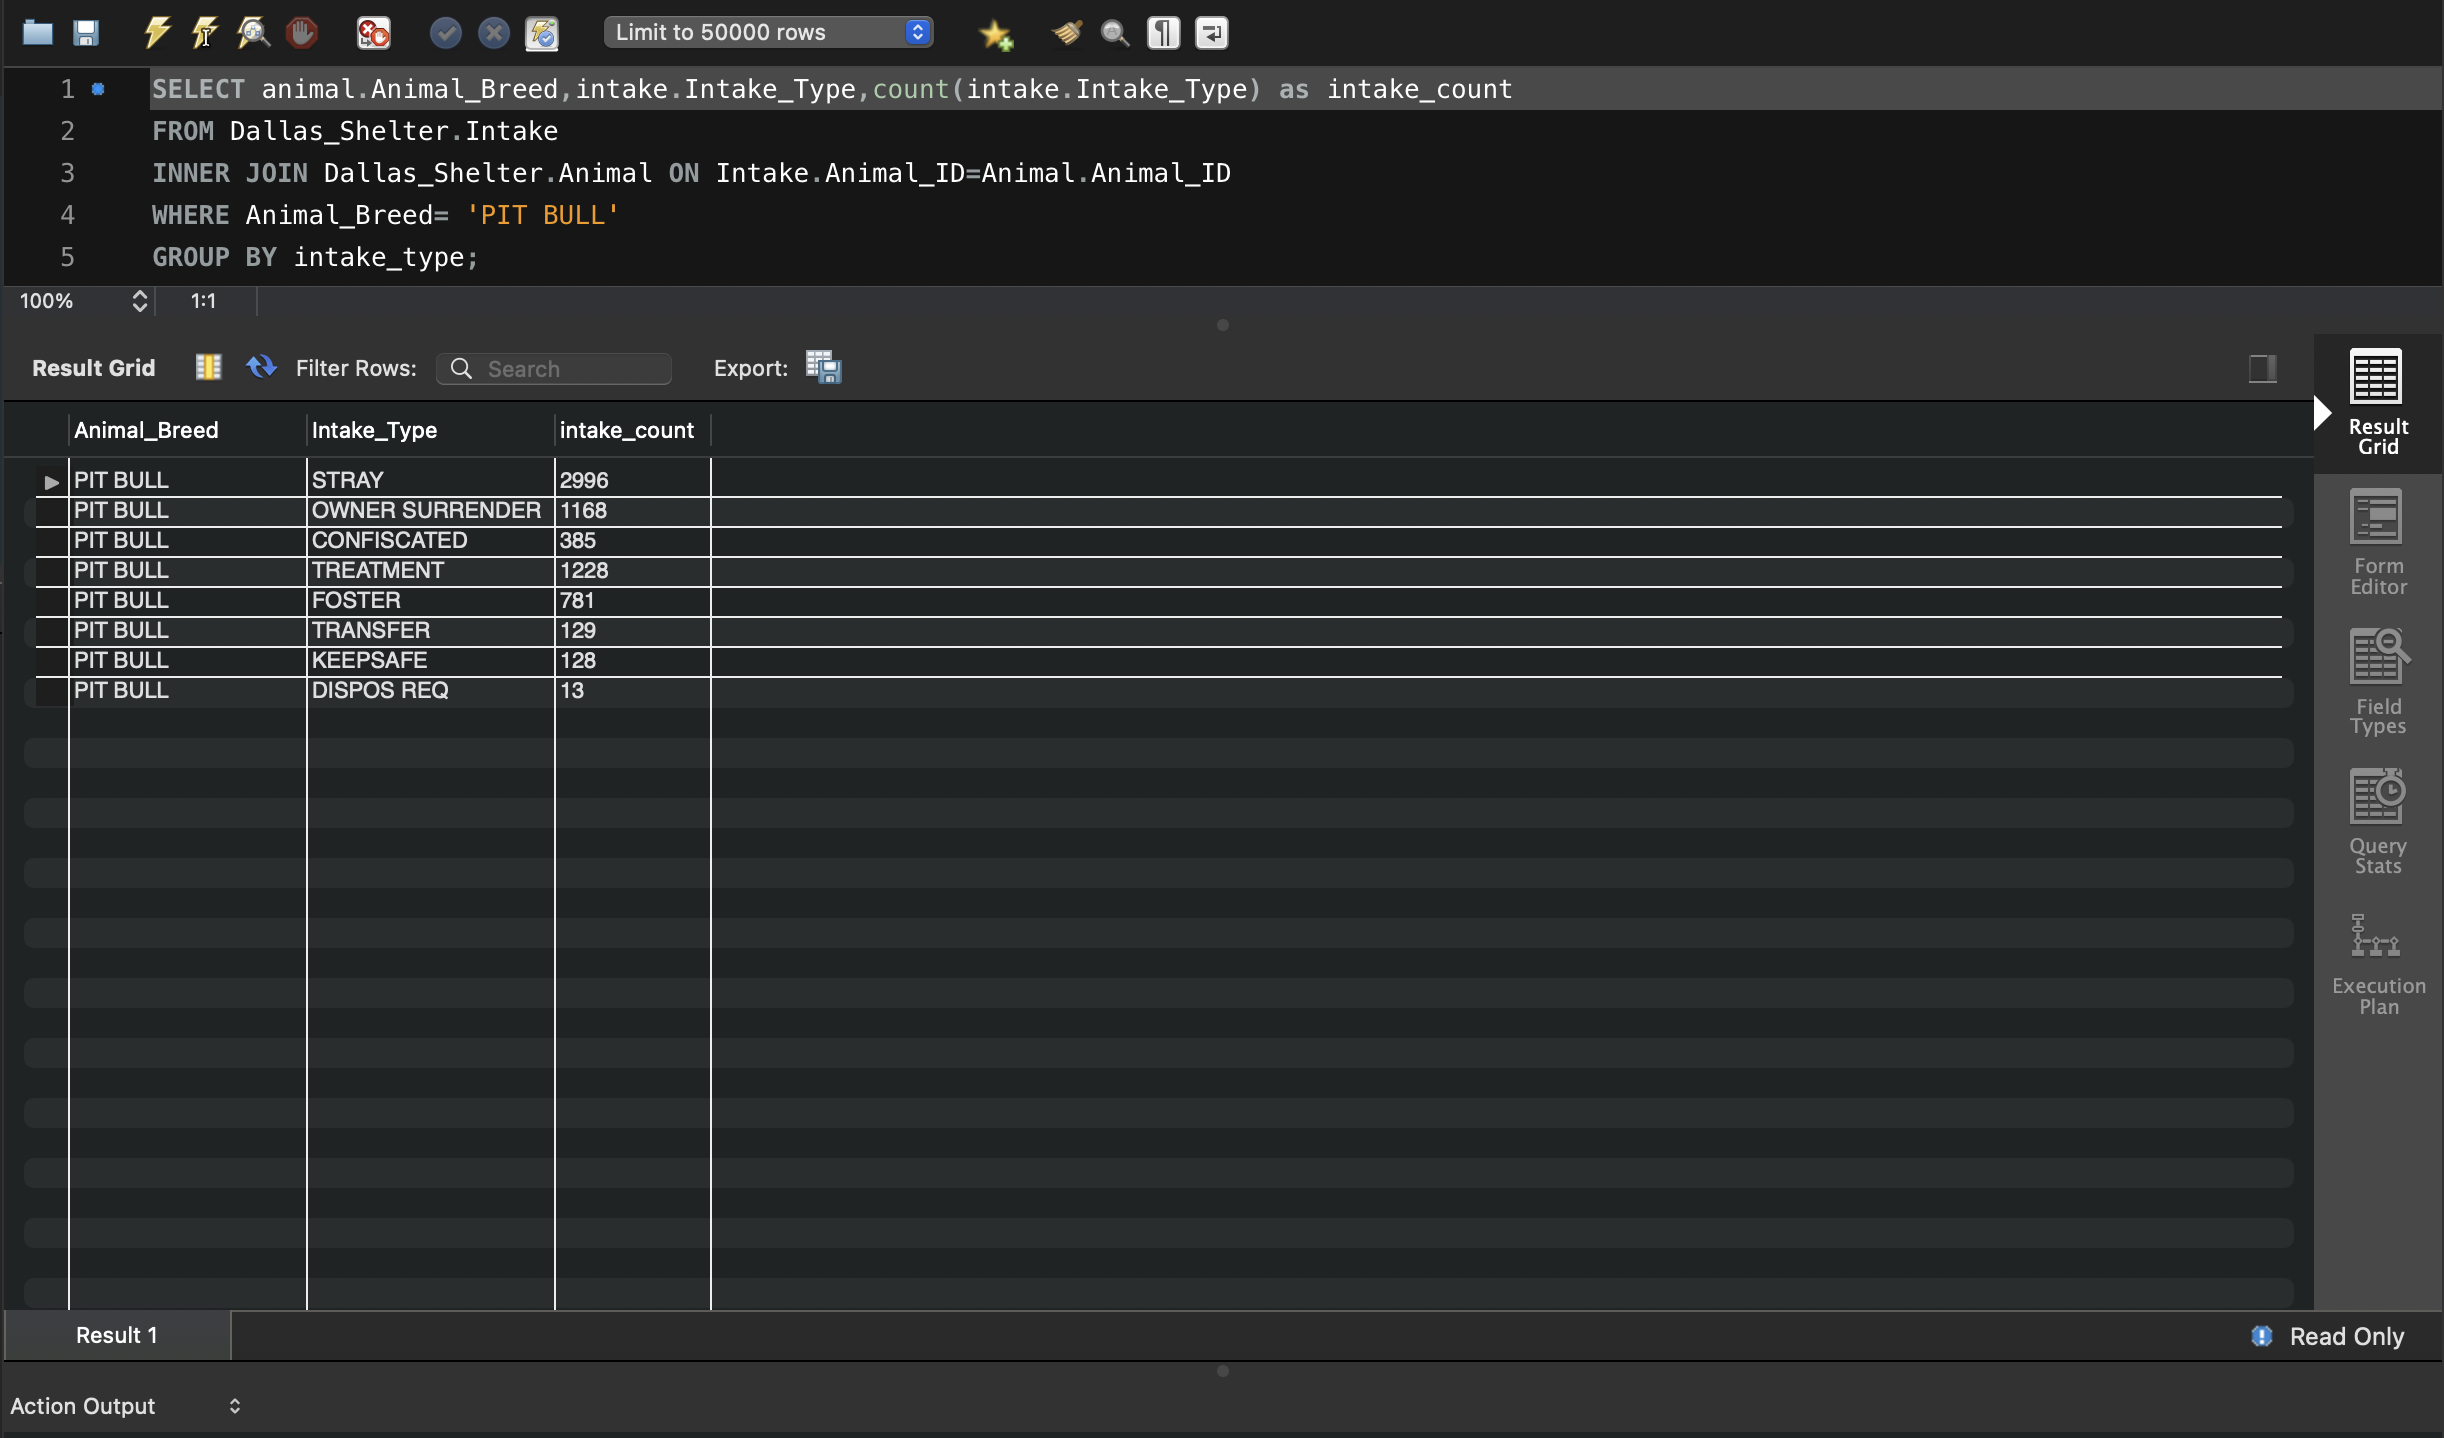 Limit to 50000 rows
1 SELECT animal.Animal_Breed,intake.Intake_Type,count(intake.Intake_Type) as intake_count
2 FROM Dallas_Shelter.Intake
3 INNER JOIN Dallas_Shelter.Animal ON Intake.Animal_ID=Animal.Animal_ID
4 WHERE Animal_Breed= 'PIT BULL'
5 GROUP BY intake_type;
100% 1:1
Result Grid Filter Rows: Search Export:
Animal_Breed Intake_Type intake_count
PIT BULL STRAY 2996
PIT BULL OWNER SURRENDER 1168
PIT BULL CONFISCATED 385
PIT BULL TREATMENT 1228
PIT BULL FOSTER 781
PIT BULL TRANSFER 129
PIT BULL KEEPSAFE 128
PIT BULL DISPOS REQ 13
Result
Grid
Form
Editor
Field
Types
Query
Stats
Execution
Plan
Result 1 Read Only
Action Output